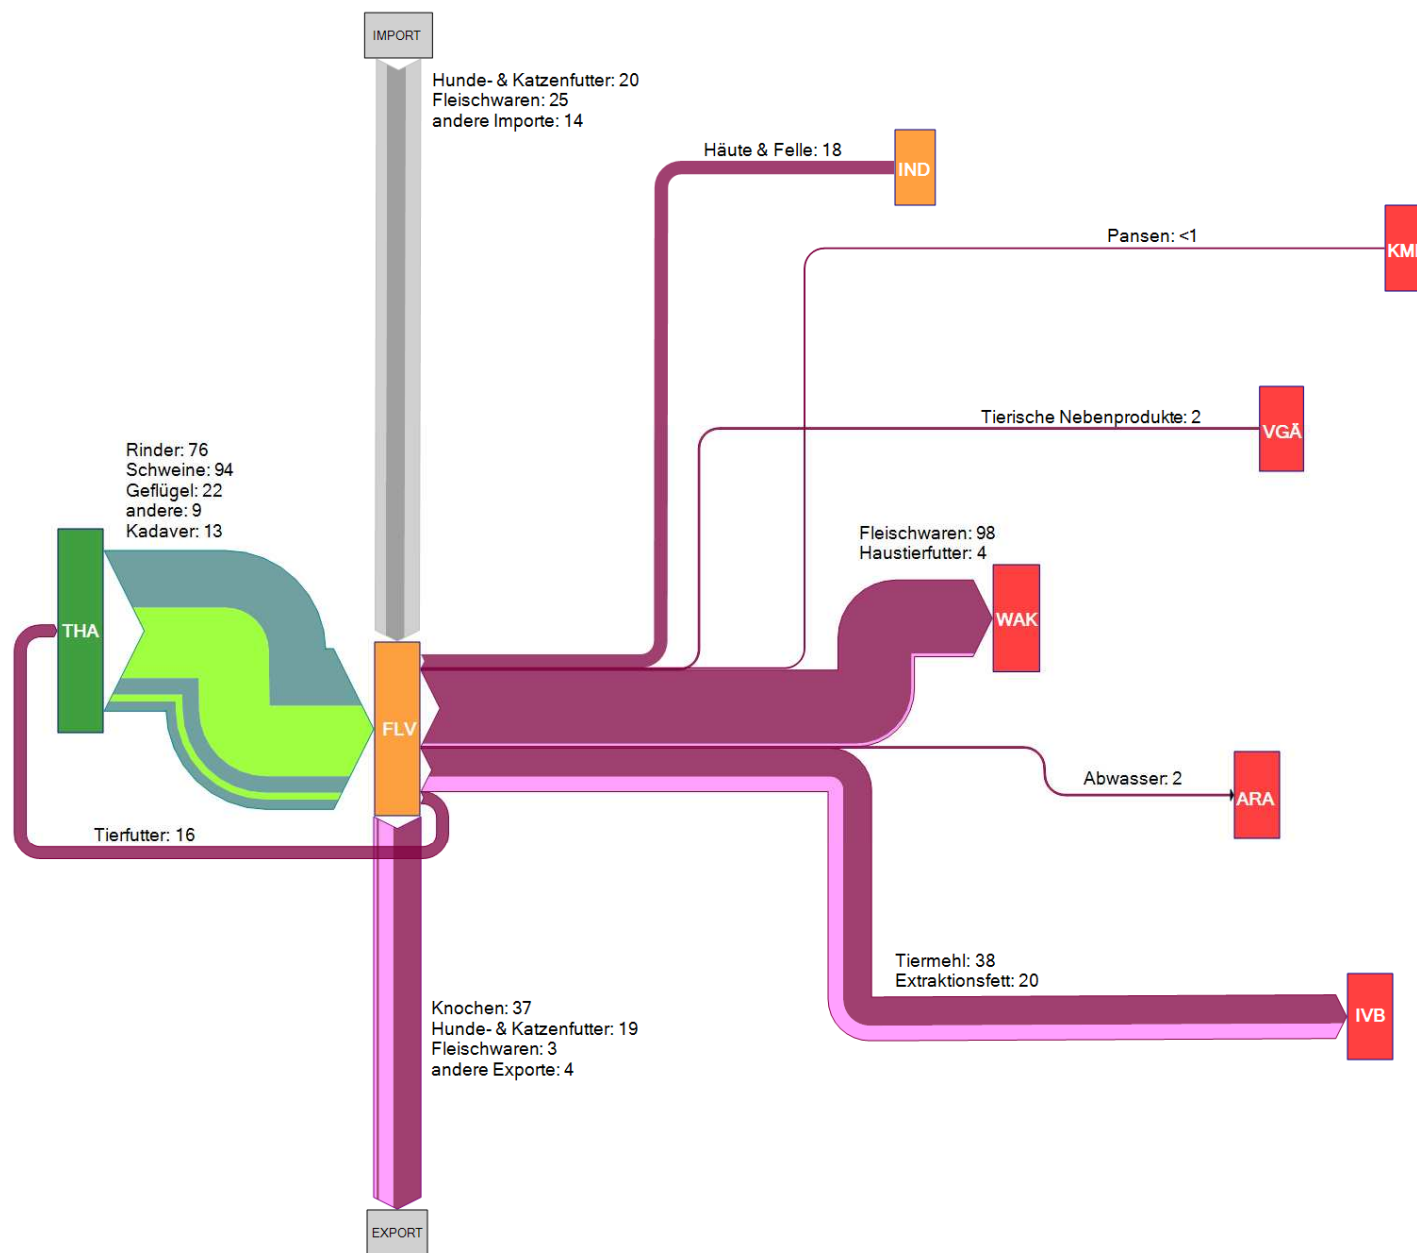 IMPORT
Hunde- & Katzenfutter: 20
Fleischwaren: 25
andere Importe: 14
Häute & Felle: 18
IND
Pansen: <1
Tierische Nebenprodukte: 2
VGÄ
Rinder: 76
Schweine: 94
Geflügel: 22
andere: 9
Kadaver: 13
Fleischwaren: 98
Haustierfutter: 4
THA
WAK
FLV
Abwasser: 2
ARA
Tierfutter: 16
Tiermehl: 38
Extraktionsfett: 20
IVB
Knochen: 37
Hunde- & Katzenfutter: 19
Fleischwaren: 3
andere Exporte: 4
EXPORT